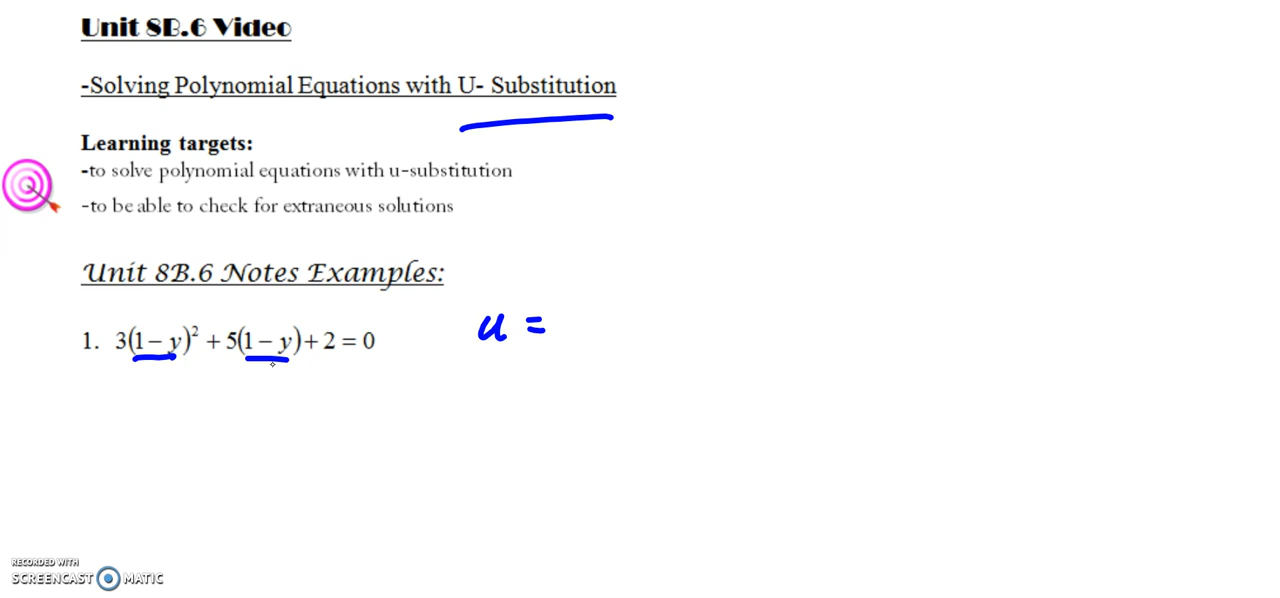 Unit 8B.6 Video
-Solving Polynomial Equations with U- Substitution
Learning targets:
-to solve polynomial equations with u-substitution
-to be able to check for extraneous solutions
Unit 8B.6 Notes Examples:
1. 3(1−y)² + 5(1−y) + 2 = 0
u =
RECORDED WITH
SCREENCAST MATIC